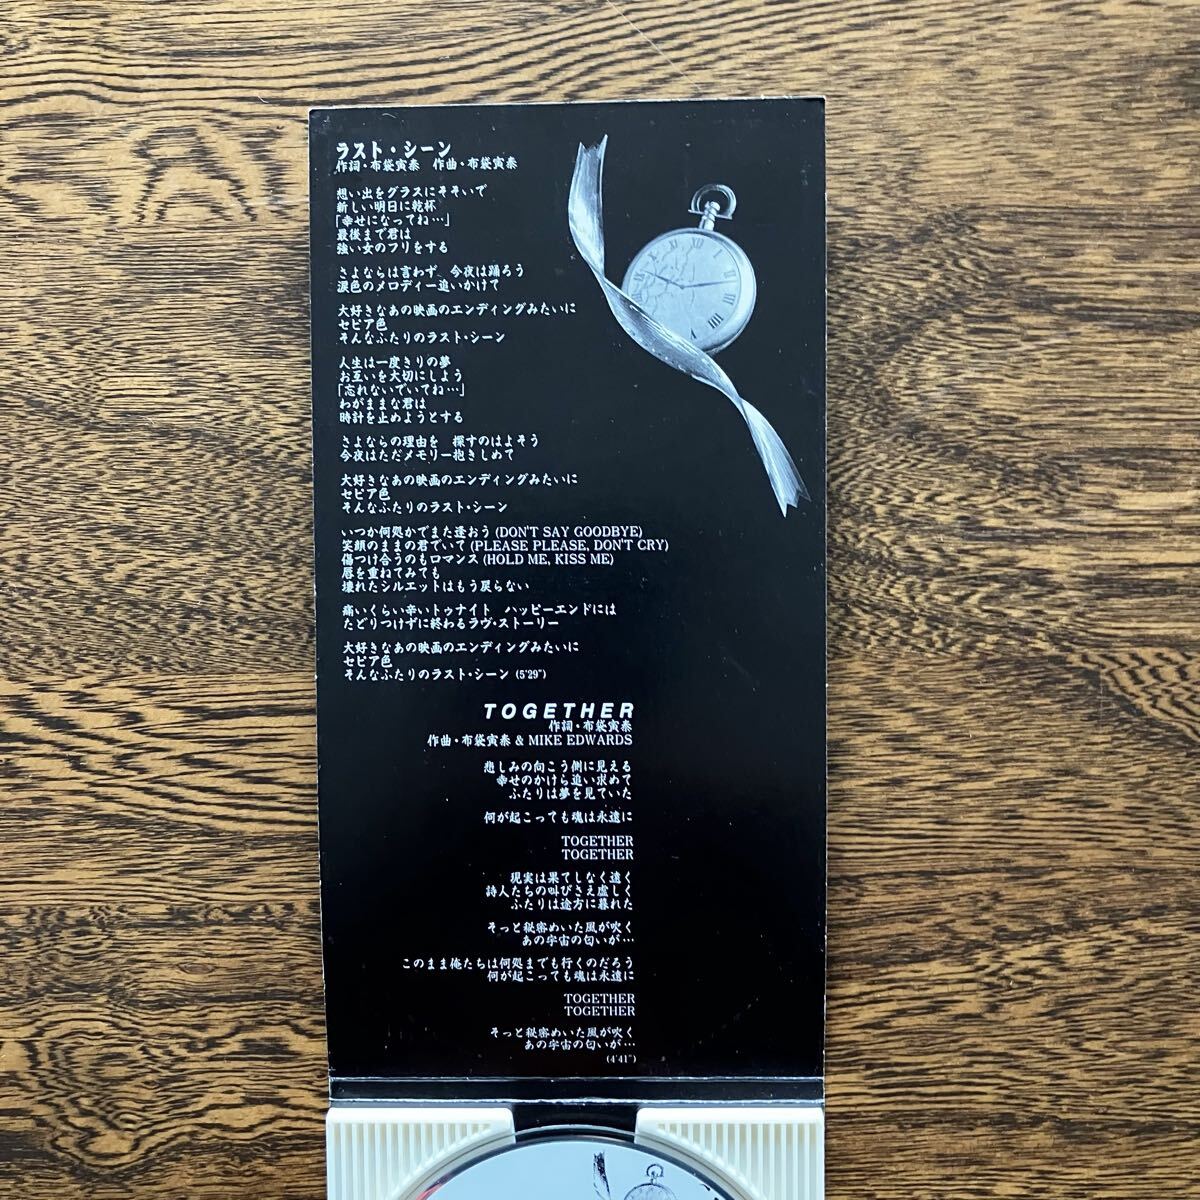 ラスト・シーン
作詞・布袋寅泰　作曲・布袋寅泰
想い出をグラスにそそいで
新しい明日に乾杯
「幸せになってね…」
最後まで君は
強い女のフリをする
さよならは言わず　今夜は踊ろう
涙色のメロディー追いかけて
大好きなあの映画のエンディングみたいに
セピア色
そんなふたりのラスト・シーン
人生は一度きりの夢
お互いを大切にしよう
「忘れないでいてね…」
わがままな君は
時計を止めようとする
さよならの理由を　探すのはよそう
今夜はただメモリー抱きしめて
大好きなあの映画のエンディングみたいに
セピア色
そんなふたりのラスト・シーン
いつか何処かでまた逢おう (DON'T SAY GOODBYE)
笑顔のままの君でいて (PLEASE PLEASE, DON'T CRY)
傷つけ合うのもロマンス (HOLD ME, KISS ME)
唇を重ねてみても
壊れたシルエットはもう戻らない
痛いくらい辛いトゥナイト　ハッピーエンドには
たどりつけずに終わるラヴ・ストーリー
大好きなあの映画のエンディングみたいに
セピア色
そんなふたりのラスト・シーン (5'29")
TOGETHER
作詞・布袋寅泰
作曲・布袋寅泰 & MIKE EDWARDS
悲しみの向こう側に見える
幸せのかけら追い求めて
ふたりは夢を見ていた
何が起こっても魂は永遠に
TOGETHER
TOGETHER
現実は果てしなく遠く
詩人たちの叫びさえ虚しく
ふたりは途方に暮れた
そっと秘密めいた風が吹く
あの宇宙の匂いが…
このまま俺たちは何処までも行くのだろう
何が起こっても魂は永遠に
TOGETHER
TOGETHER
そっと秘密めいた風が吹く
あの宇宙の匂いが…
(4'41")